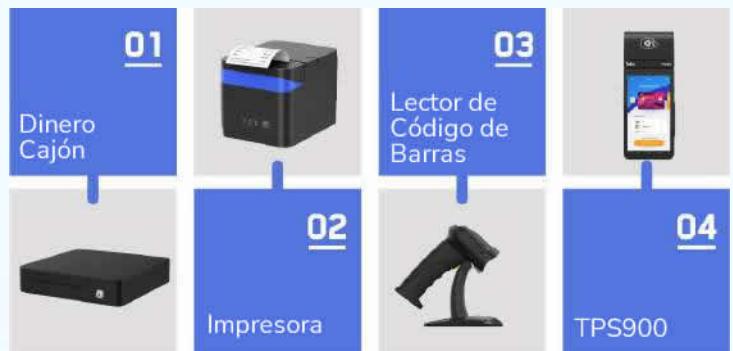 01
Dinero
Cajón
02
Impresora
03
Lector de
Código de
Barras
04
TPS900